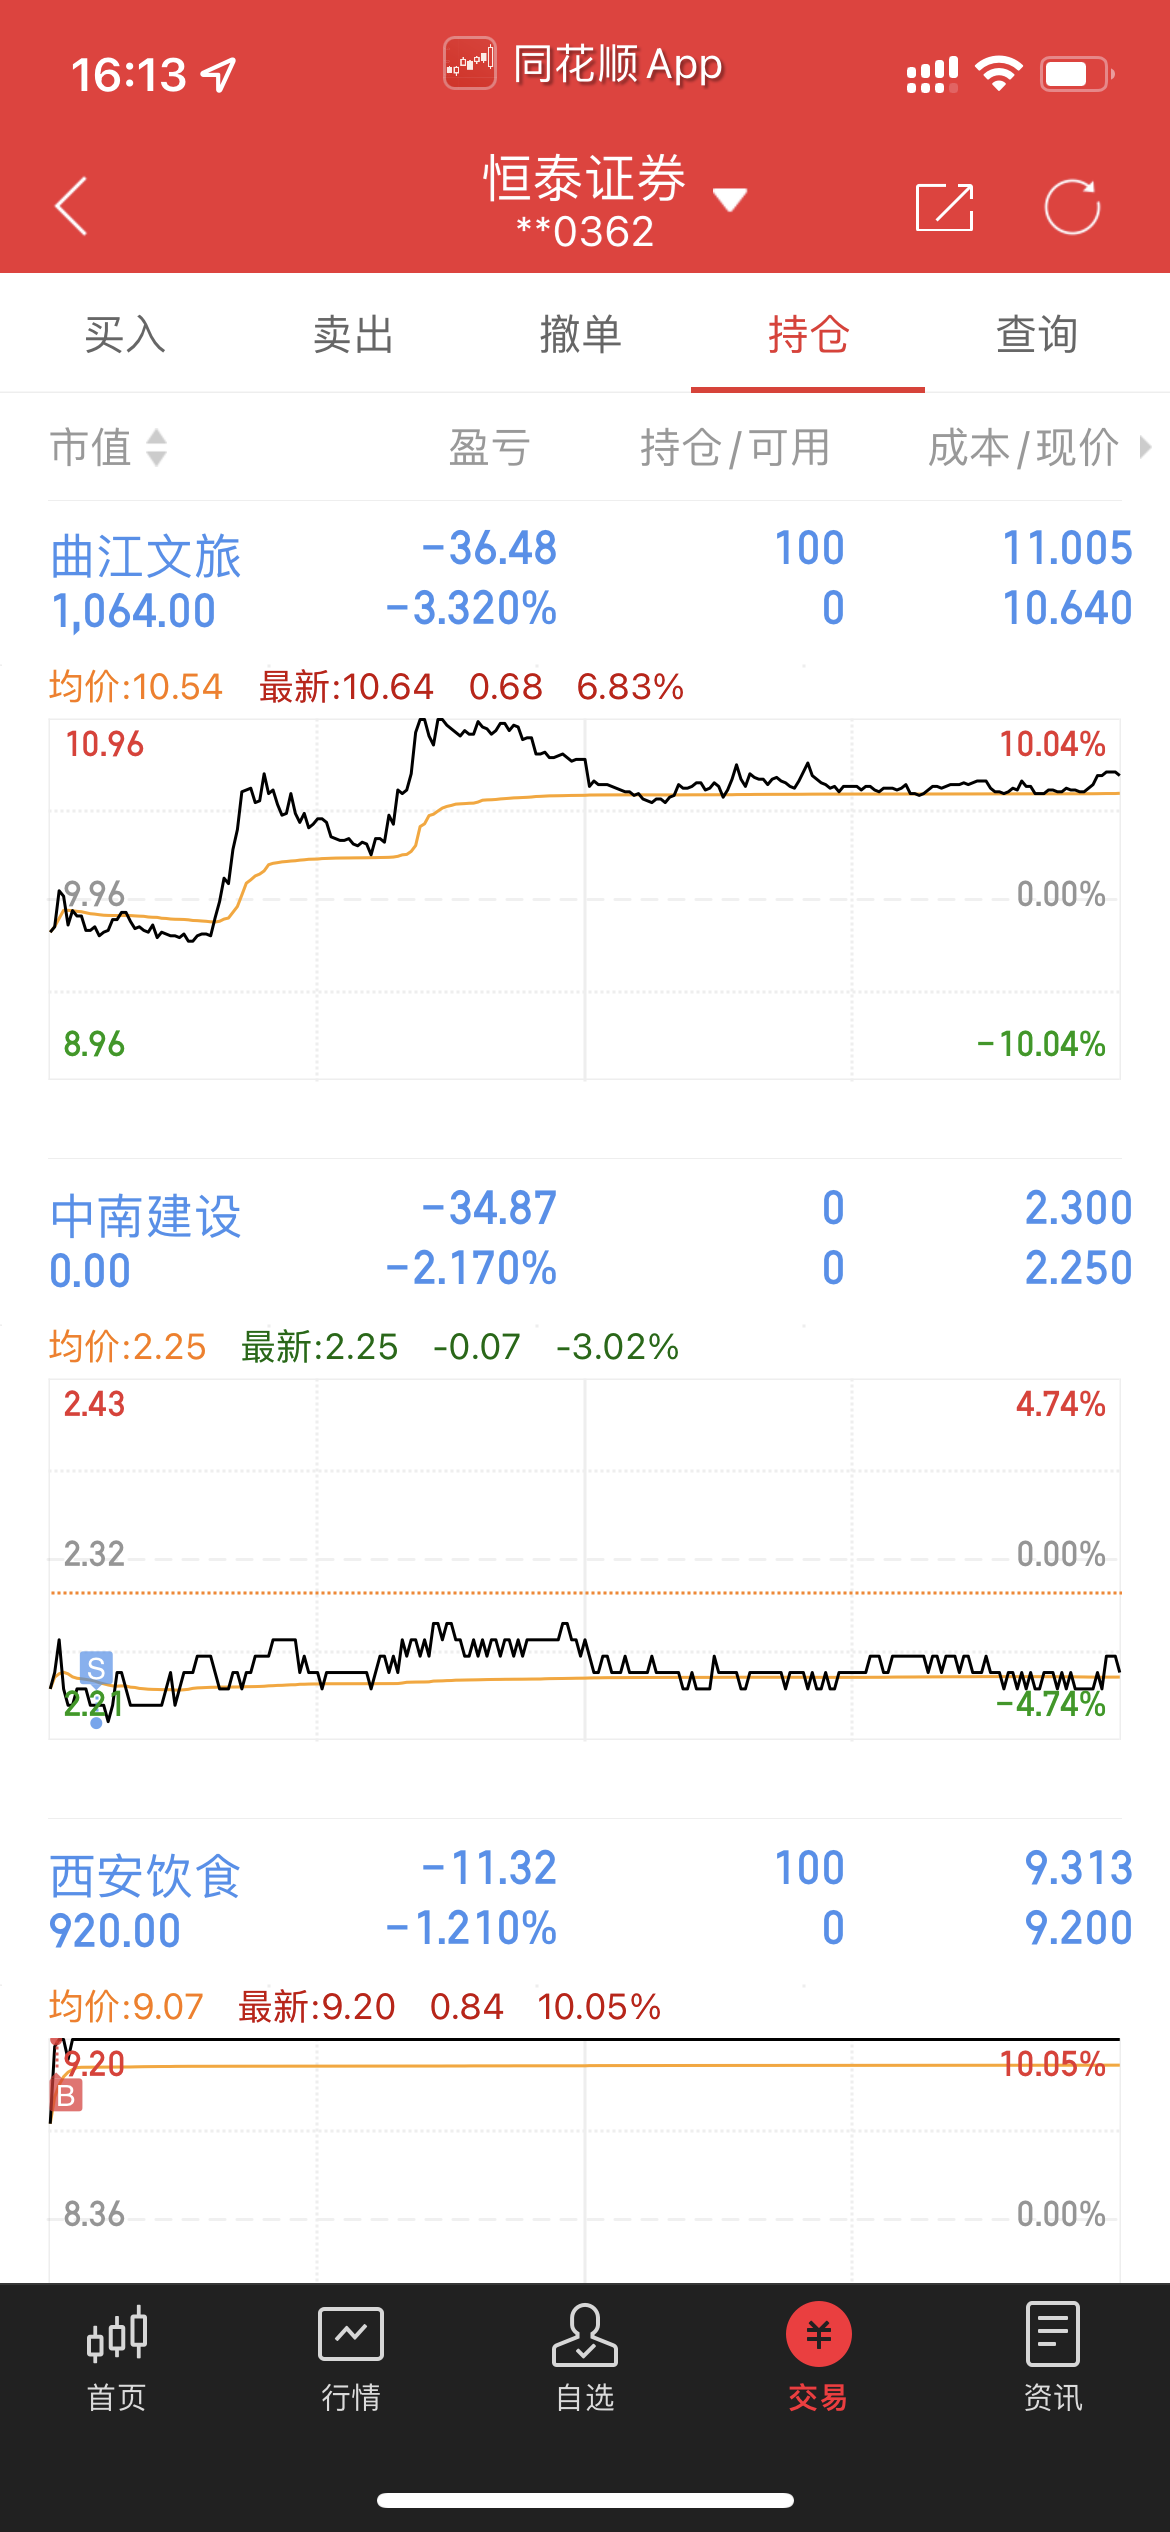 16:13
同花顺 App
恒泰证券
**0362
买入 卖出 撤单 持仓 查询
市值 盈亏 持仓/可用 成本/现价
曲江文旅 -36.48 100 11.005
1,064.00 -3.320% 0 10.640
均价:10.54 最新:10.64 0.68 6.83%
10.96 10.04%
9.96 0.00%
8.96 -10.04%
中南建设 -34.87 0 2.300
0.00 -2.170% 0 2.250
均价:2.25 最新:2.25 -0.07 -3.02%
2.43 4.74%
2.32 0.00%
S
2.21 -4.74%
西安饮食 -11.32 100 9.313
920.00 -1.210% 0 9.200
均价:9.07 最新:9.20 0.84 10.05%
9.20 10.05%
B
8.36 0.00%
¥
首页 行情 自选 交易 资讯